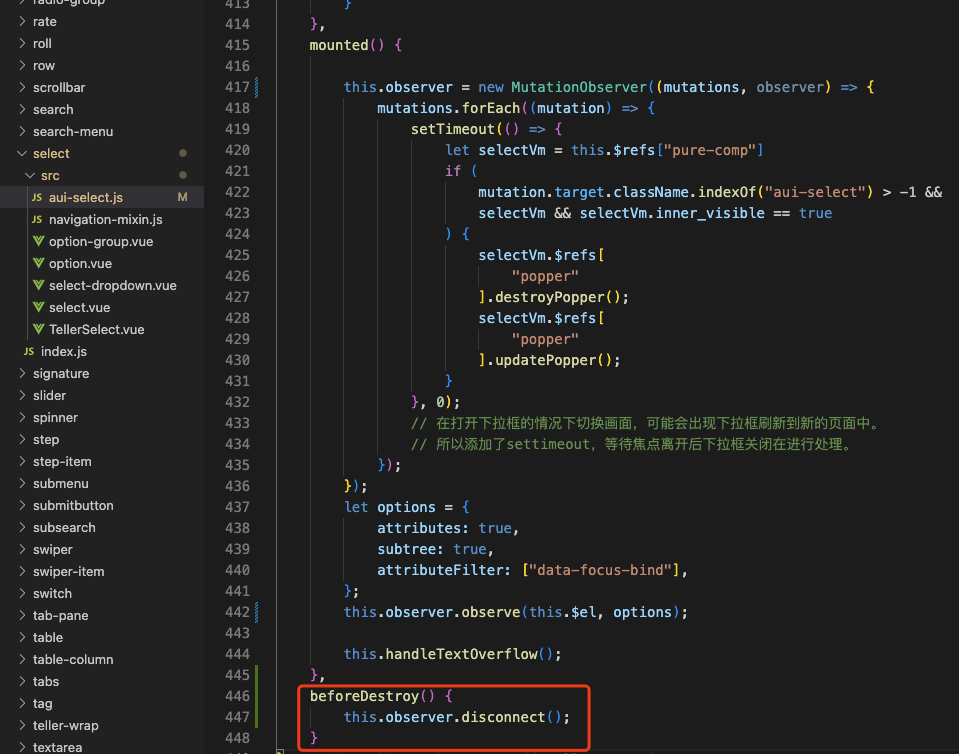 radio-group
rate
roll
row
scrollbar
search
search-menu
select
src
JS aui-select.js M
JS navigation-mixin.js
option-group.vue
option.vue
select-dropdown.vue
select.vue
TellerSelect.vue
JS index.js
signature
slider
spinner
step
step-item
submenu
submitbutton
subsearch
swiper
swiper-item
switch
tab-pane
table
table-column
tabs
tag
teller-wrap
textarea
413 }
414 },
415 mounted() {
416
417 this.observer = new MutationObserver((mutations, observer) => {
418 mutations.forEach((mutation) => {
419 setTimeout(() => {
420 let selectVm = this.$refs["pure-comp"]
421 if (
422 mutation.target.className.indexOf("aui-select") > -1 &&
423 selectVm && selectVm.inner_visible == true
424 ) {
425 selectVm.$refs[
426 "popper"
427 ].destroyPopper();
428 selectVm.$refs[
429 "popper"
430 ].updatePopper();
431 }
432 }, 0);
433 // 在打开下拉框的情况下切换画面，可能会出现下拉框刷新到新的页面中。
434 // 所以添加了settimeout，等待焦点离开后下拉框关闭在进行处理。
435 });
436 });
437 let options = {
438 attributes: true,
439 subtree: true,
440 attributeFilter: ["data-focus-bind"],
441 };
442 this.observer.observe(this.$el, options);
443
444 this.handleTextOverflow();
445 },
446 beforeDestroy() {
447 this.observer.disconnect();
448 }